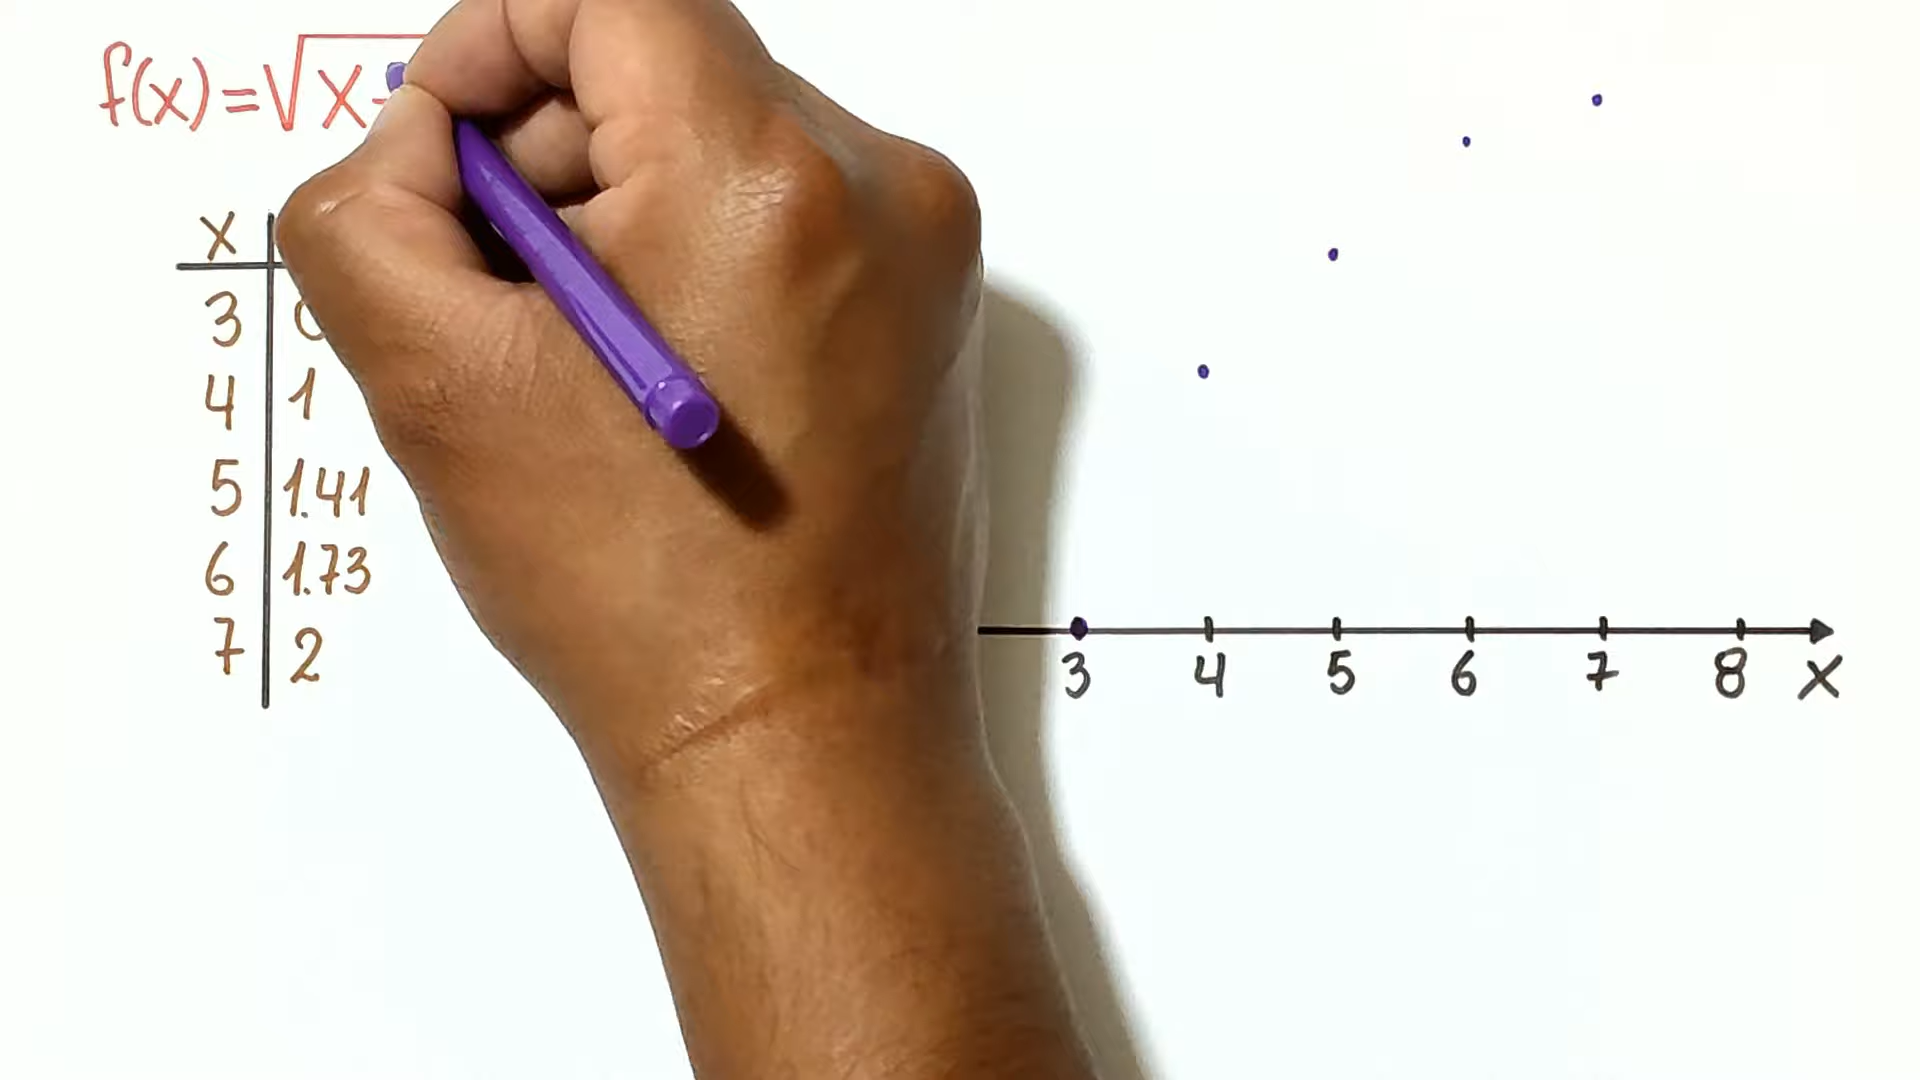 f(x)=√x-
x
3
4 1
5 1.41
6 1.73
7 2
3 4 5 6 7 8 x